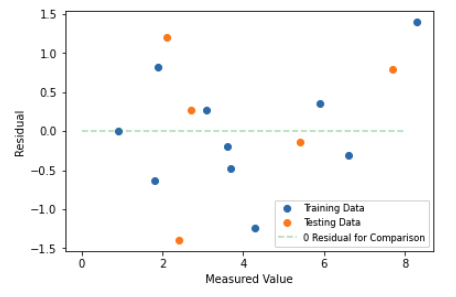 1.5
1.0
0.5
0.0
−0.5
−1.0
−1.5
Residual
Training Data
Testing Data
0 Residual for Comparison
0 2 4 6 8
Measured Value